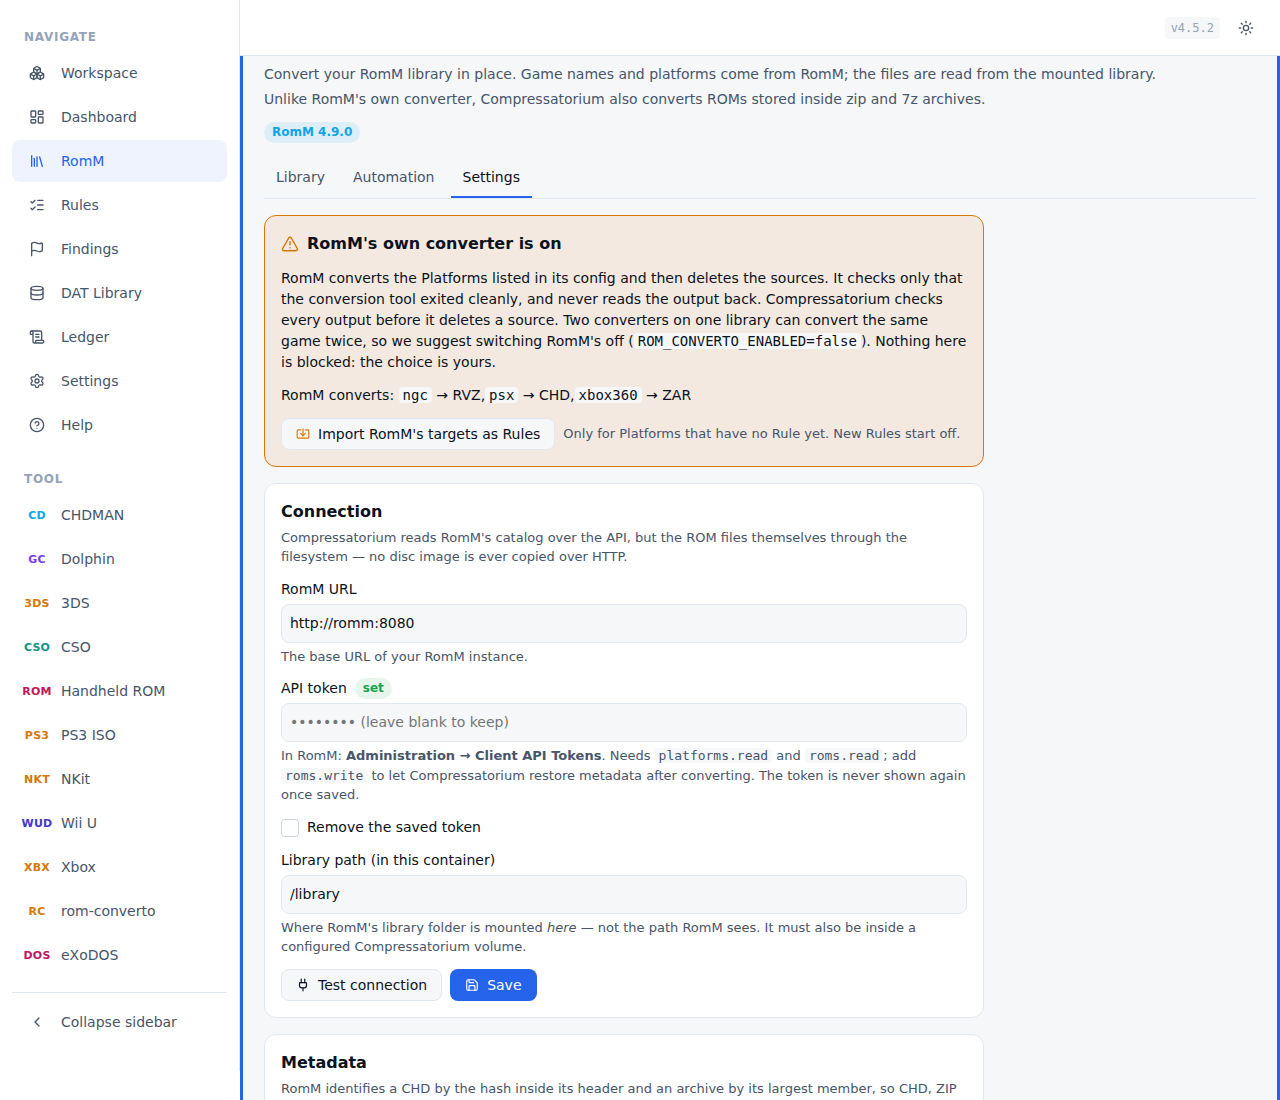 NAVIGATE
Workspace
Dashboard
RomM
Rules
Findings
DAT Library
Ledger
Settings
Help
TOOL
CD CHDMAN
GC Dolphin
3DS 3DS
CSO CSO
ROM Handheld ROM
PS3 PS3 ISO
NKT NKit
WUD Wii U
XBX Xbox
RC rom-converto
DOS eXoDOS
Collapse sidebar
v4.5.2
Convert your RomM library in place. Game names and platforms come from RomM; the files are read from the mounted library.
Unlike RomM's own converter, Compressatorium also converts ROMs stored inside zip and 7z archives.
RomM 4.9.0
Library Automation Settings
RomM's own converter is on
RomM converts the Platforms listed in its config and then deletes the sources. It checks only that
the conversion tool exited cleanly, and never reads the output back. Compressatorium checks
every output before it deletes a source. Two converters on one library can convert the same
game twice, so we suggest switching RomM's off (ROM_CONVERTO_ENABLED=false). Nothing here
is blocked: the choice is yours.
RomM converts: ngc → RVZ, psx → CHD, xbox360 → ZAR
Import RomM's targets as Rules Only for Platforms that have no Rule yet. New Rules start off.
Connection
Compressatorium reads RomM's catalog over the API, but the ROM files themselves through the
filesystem — no disc image is ever copied over HTTP.
RomM URL
http://romm:8080
The base URL of your RomM instance.
API token set
•••••••• (leave blank to keep)
In RomM: Administration → Client API Tokens. Needs platforms.read and roms.read; add
roms.write to let Compressatorium restore metadata after converting. The token is never shown again
once saved.
Remove the saved token
Library path (in this container)
/library
Where RomM's library folder is mounted here — not the path RomM sees. It must also be inside a
configured Compressatorium volume.
Test connection Save
Metadata
RomM identifies a CHD by the hash inside its header and an archive by its largest member, so CHD, ZIP